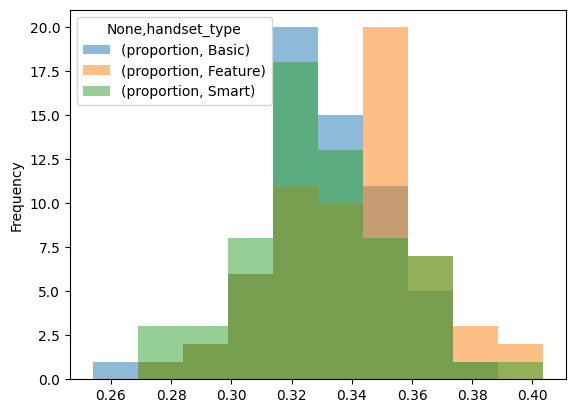 None,handset_type
(proportion, Basic)
(proportion, Feature)
(proportion, Smart)
Frequency
20.0
17.5
15.0
12.5
10.0
7.5
5.0
2.5
0.0
0.26 0.28 0.30 0.32 0.34 0.36 0.38 0.40